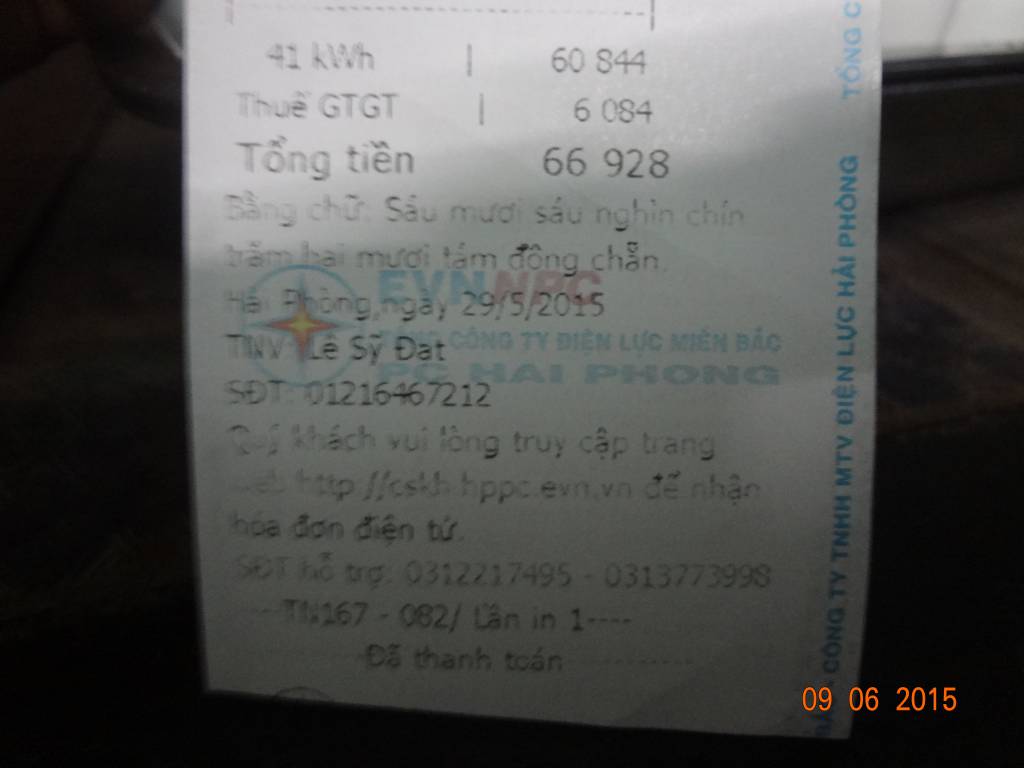 41 kWh | 60 844
Thuế GTGT | 6 084
Tổng tiền 66 928
Bằng chữ: Sáu mươi sáu nghìn chín
trăm hai mươi tám đồng chẵn.
EVNNPC
Hải Phòng,ngày 29/5/2015
TỔNG CÔNG TY ĐIỆN LỰC MIỀN BẮC
TNV: Lê Sỹ Đạt
PC HAI PHONG
SĐT: 01216467212
Quý khách vui lòng truy cập trang
web http://cskh.hppc.evn.vn để nhận
hóa đơn điện tử.
SĐT hỗ trợ: 0312217495 - 0313773998
----TN167 - 082/ Lần in 1----
Đã thanh toán
CÔNG TY TNHH MTV ĐIỆN LỰC HẢI PHÒNG TỔNG C
09 06 2015